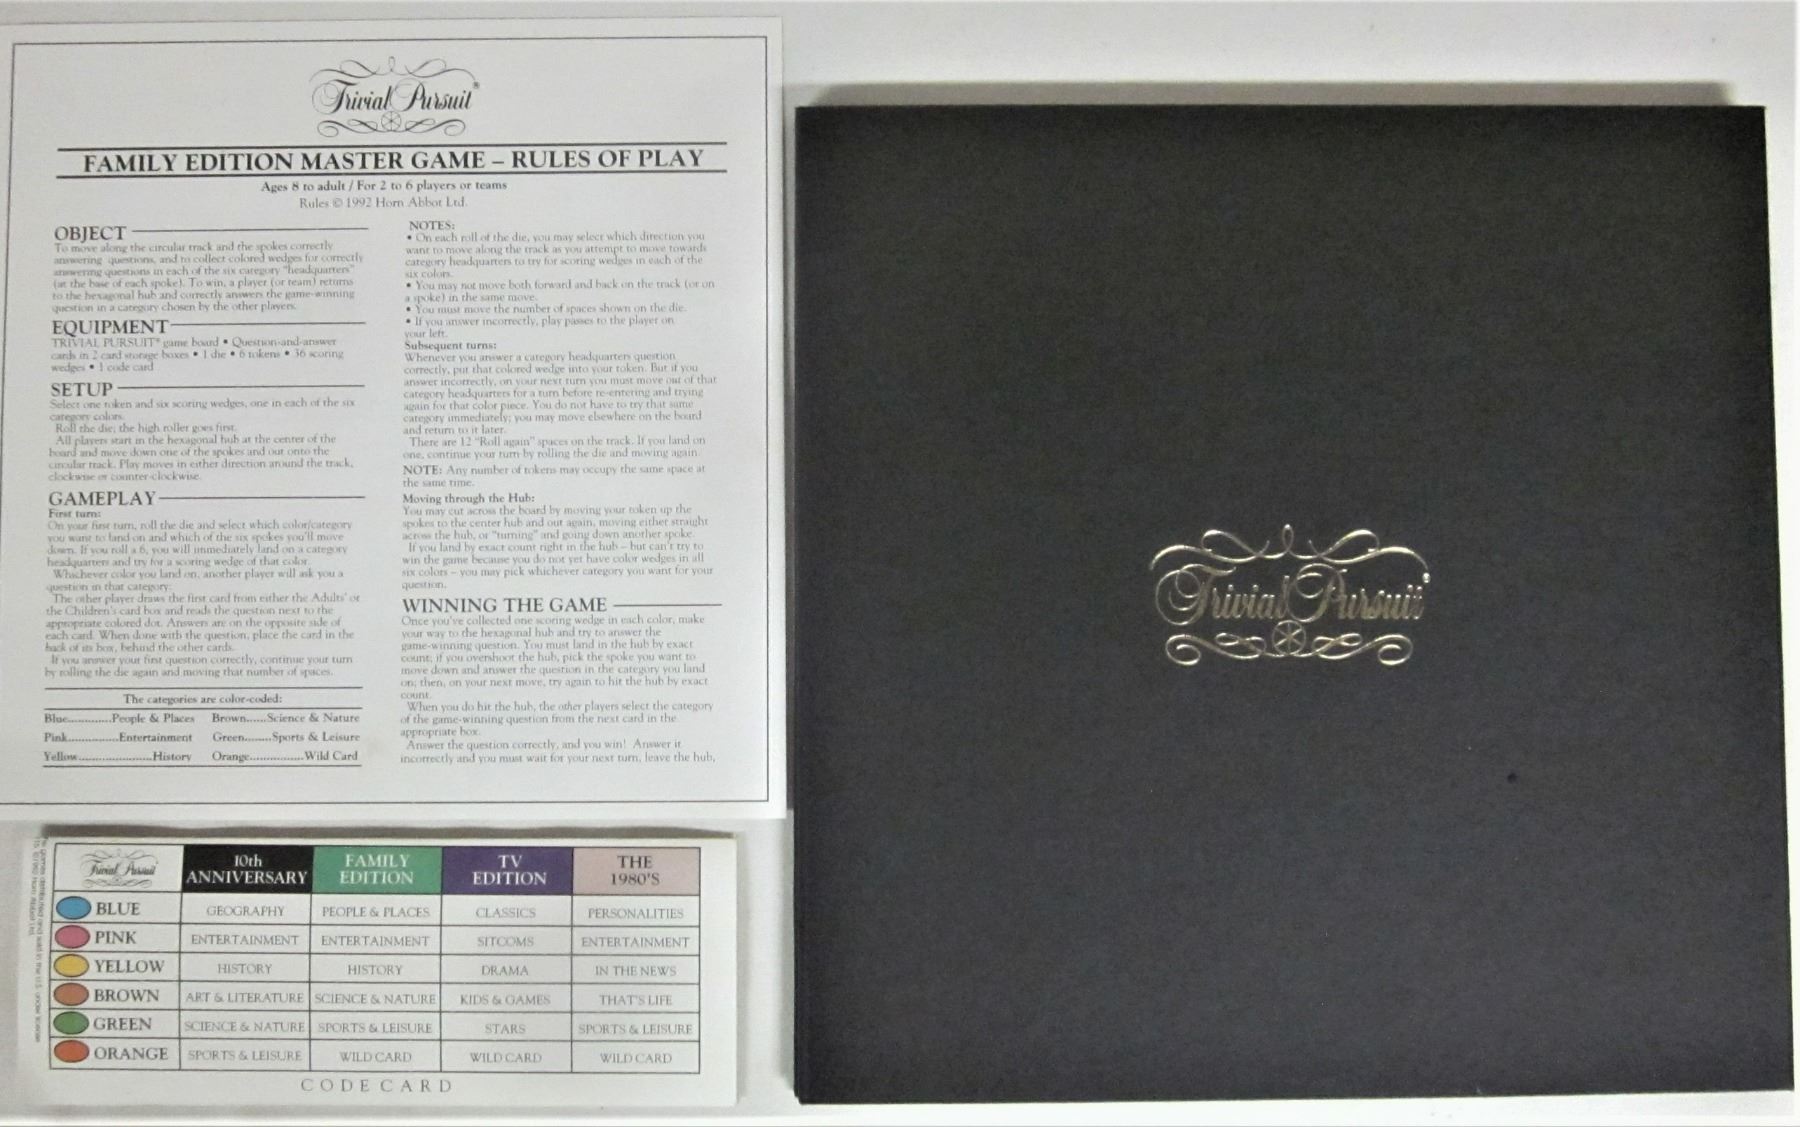 Trivial Pursuit®
FAMILY EDITION MASTER GAME – RULES OF PLAY
Ages 8 to adult / For 2 to 6 players or teams
Rules © 1992 Horn Abbot Ltd.
OBJECT
To move along the circular track and the spokes correctly
answering questions, and to collect colored wedges for correctly
answering questions in each of the six category "headquarters"
(at the base of each spoke). To win, a player (or team) returns
to the hexagonal hub and correctly answers the game-winning
question in a category chosen by the other players.
EQUIPMENT
TRIVIAL PURSUIT® game board • Question-and-answer
cards in 2 card storage boxes • 1 die • 6 tokens • 36 scoring
wedges • 1 code card
SETUP
Select one token and six scoring wedges, one in each of the six
category colors.
Roll the die; the high roller goes first.
All players start in the hexagonal hub at the center of the
board and move down one of the spokes and out onto the
circular track. Play moves in either direction around the track,
clockwise or counter-clockwise.
GAMEPLAY
First turn:
On your first turn, roll the die and select which color/category
you want to land on and which of the six spokes you'll move
down. If you roll a 6, you will immediately land on a category
headquarters and try for a scoring wedge of that color.
Whichever color you land on, another player will ask you a
question in that category.
The other player draws the first card from either the Adults' or
the Children's card box and reads the question next to the
appropriate colored dot. Answers are on the opposite side of
each card. When done with the question, place the card in the
back of its box, behind the other cards.
If you answer your first question correctly, continue your turn
by rolling the die again and moving that number of spaces.
The categories are color-coded:
Blue............People & Places Brown......Science & Nature
Pink..............Entertainment Green........Sports & Leisure
Yellow.....................History Orange................Wild Card
NOTES:
• On each roll of the die, you may select which direction you
want to move along the track as you attempt to move towards
category headquarters to try for scoring wedges in each of the
six colors.
• You may not move both forward and back on the track (or on
a spoke) in the same move.
• You must move the number of spaces shown on the die.
• If you answer incorrectly, play passes to the player on
your left.
Subsequent turns:
Whenever you answer a category headquarters question
correctly, put that colored wedge into your token. But if you
answer incorrectly, on your next turn you must move out of that
category headquarters for a turn before re-entering and trying
again for that color piece. You do not have to try that same
category immediately; you may move elsewhere on the board
and return to it later.
There are 12 "Roll again" spaces on the track. If you land on
one, continue your turn by rolling the die and moving again.
NOTE: Any number of tokens may occupy the same space at
the same time.
Moving through the Hub:
You may cut across the board by moving your token up the
spokes to the center hub and out again, moving either straight
across the hub, or "turning" and going down another spoke.
If you land by exact count right in the hub – but can't try to
win the game because you do not yet have color wedges in all
six colors – you may pick whichever category you want for your
question.
WINNING THE GAME
Once you've collected one scoring wedge in each color, make
your way to the hexagonal hub and try to answer the
game-winning question. You must land in the hub by exact
count; if you overshoot the hub, pick the spoke you want to
move down and answer the question in the category you land
on; then, on your next move, try again to hit the hub by exact
count.
When you do hit the hub, the other players select the category
of the game-winning question from the next card in the
appropriate box.
Answer the question correctly, and you win! Answer it
incorrectly and you must wait for your next turn, leave the hub,
Trivial Pursuit®
Trivial Pursuit 10th ANNIVERSARY FAMILY EDITION TV EDITION THE 1980'S
BLUE GEOGRAPHY PEOPLE & PLACES CLASSICS PERSONALITIES
PINK ENTERTAINMENT ENTERTAINMENT SITCOMS ENTERTAINMENT
YELLOW HISTORY HISTORY DRAMA IN THE NEWS
BROWN ART & LITERATURE SCIENCE & NATURE KIDS & GAMES THAT'S LIFE
GREEN SCIENCE & NATURE SPORTS & LEISURE STARS SPORTS & LEISURE
ORANGE SPORTS & LEISURE WILD CARD WILD CARD WILD CARD
CODE CARD